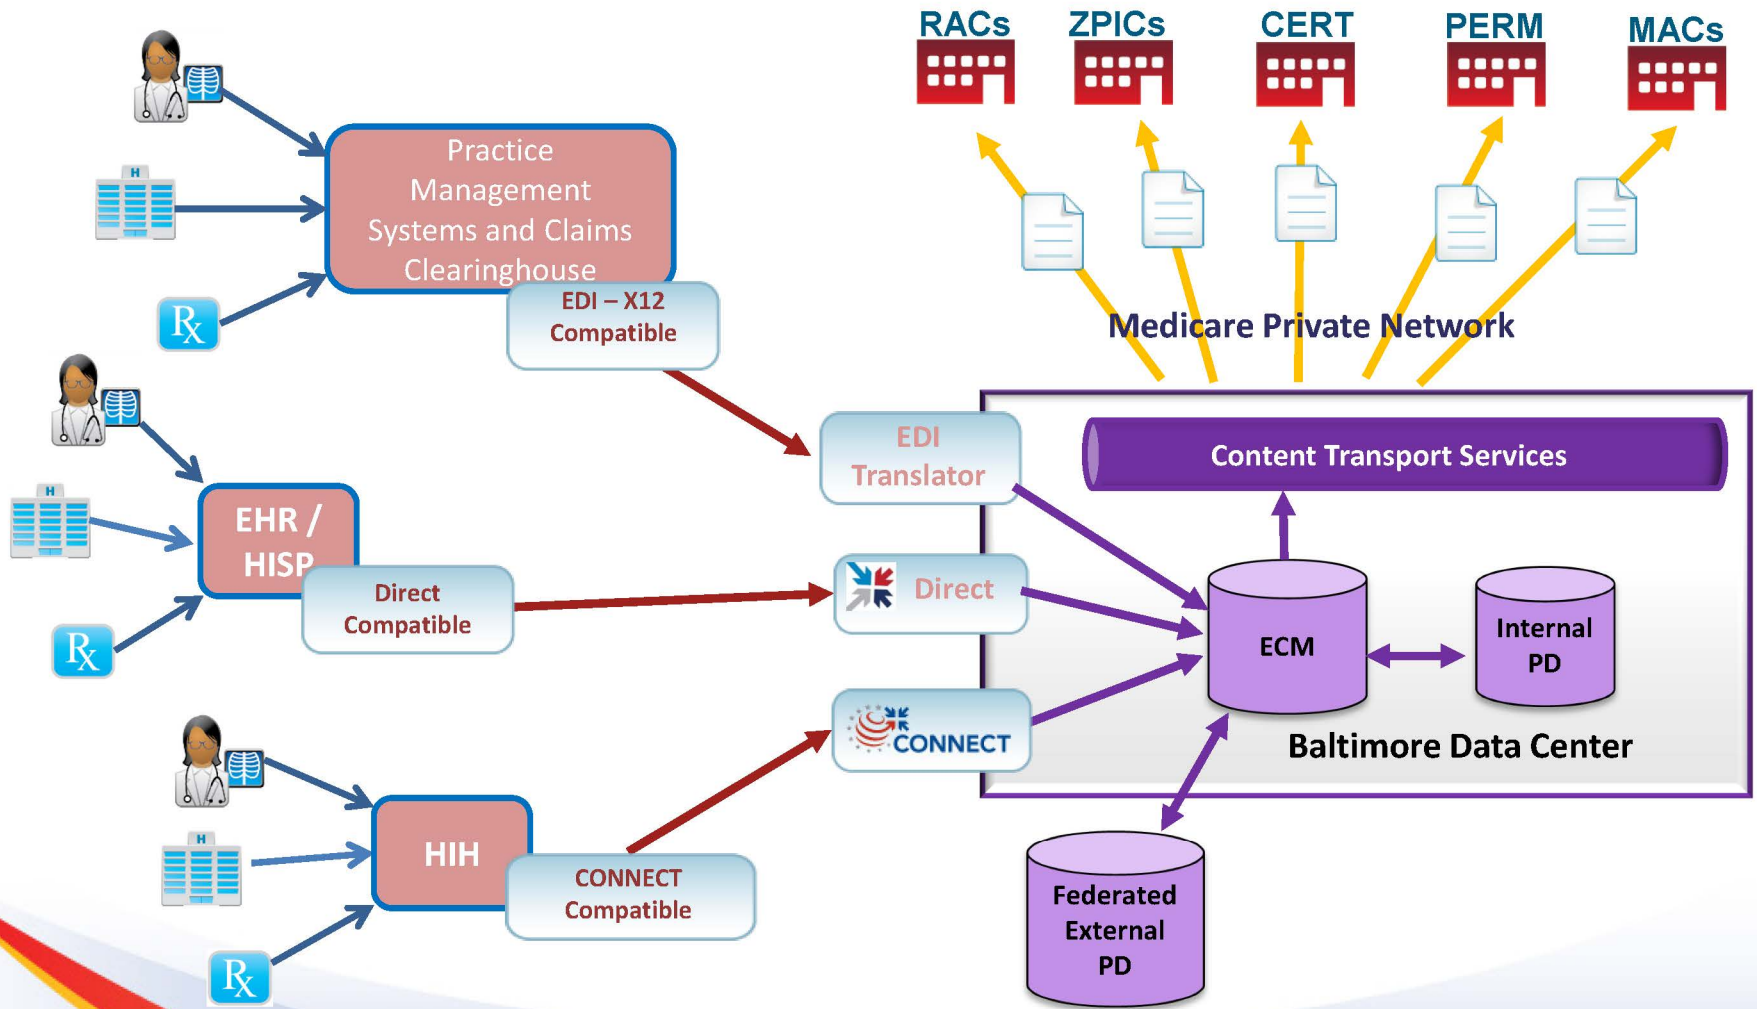 RACs
ZPICs
CERT
PERM
MACs
Practice
Management
Systems and Claims
Clearinghouse
EDI – X12
Compatible
Rx
Medicare Private Network
EHR /
HISP
Direct
Compatible
Rx
H
H
H
EDI
Translator
Direct
CONNECT
Content Transport Services
ECM
Internal
PD
Baltimore Data Center
HIH
CONNECT
Compatible
Rx
Federated
External
PD